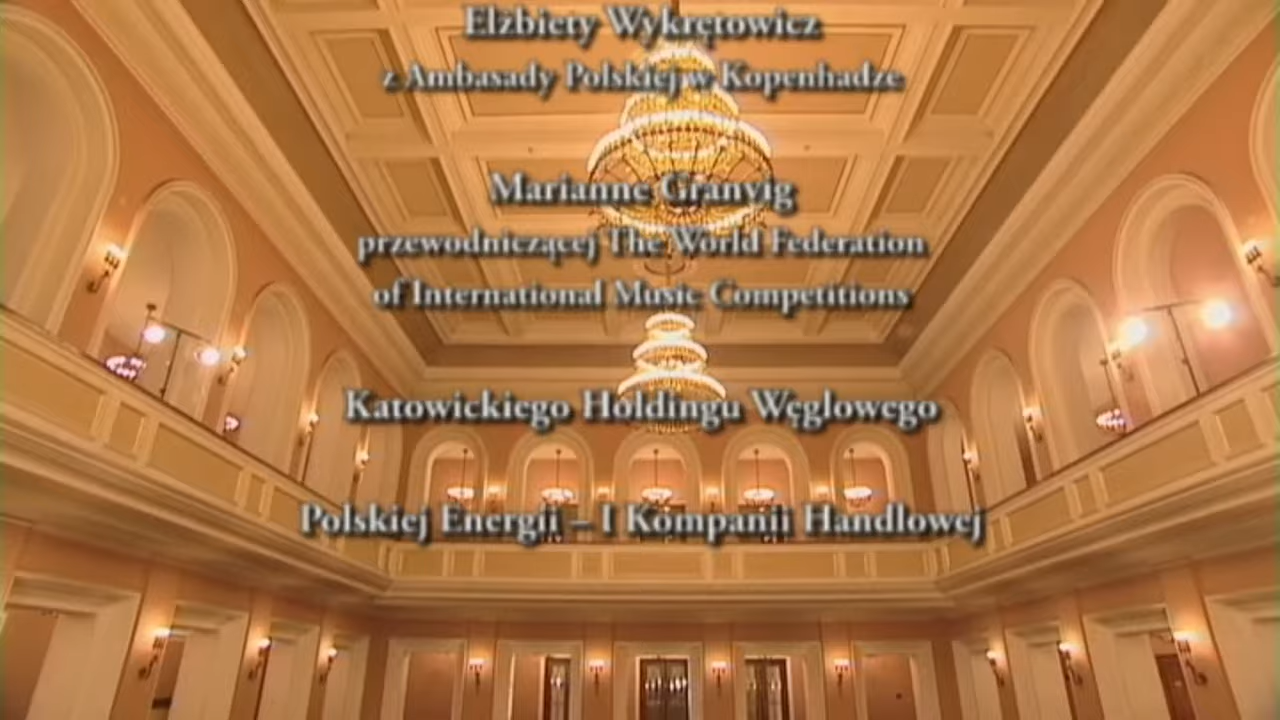 Elżbiety Wykrętowicz
z Ambasady Polskiej w Kopenhadze
Marianne Granvig
przewodniczącej The World Federation
of International Music Competitions
Katowickiego Holdingu Węglowego
Polskiej Energii – I Kompanii Handlowej